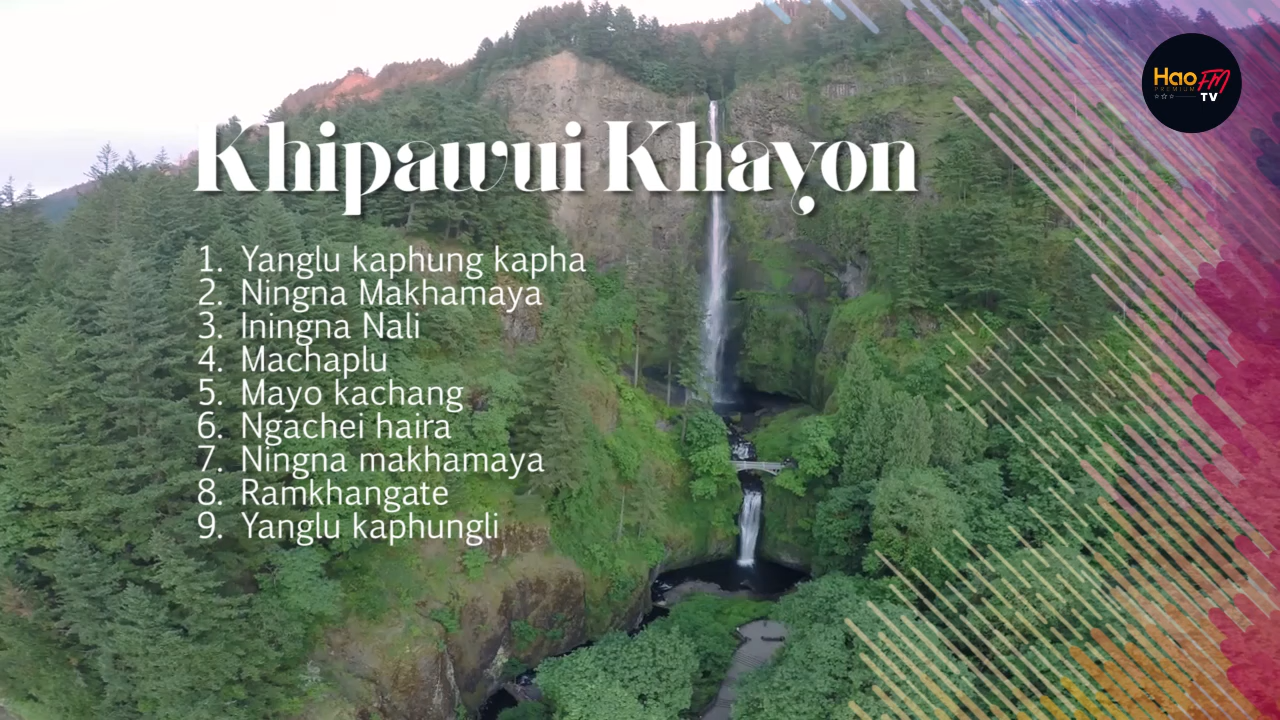 Hao FM
PREMIUM
TV
Khipawui Khayon
1. Yanglu kaphung kapha
2. Ningna Makhamaya
3. Iningna Nali
4. Machaplu
5. Mayo kachang
6. Ngachei haira
7. Ningna makhamaya
8. Ramkhangate
9. Yanglu kaphungli